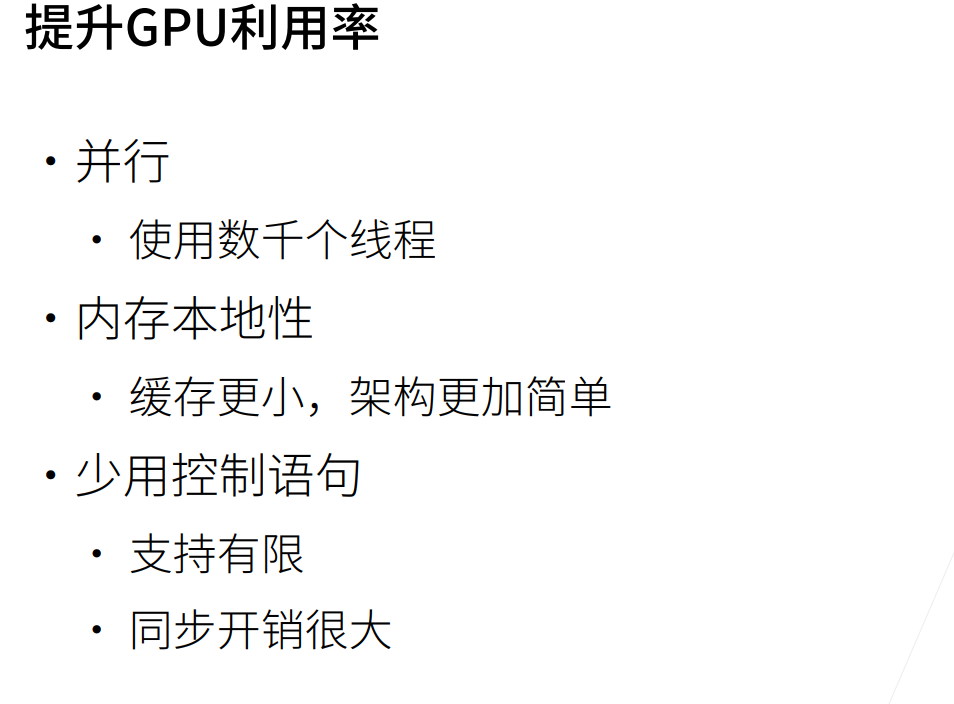 提升GPU利用率
• 并行
• 使用数千个线程
• 内存本地性
• 缓存更小，架构更加简单
• 少用控制语句
• 支持有限
• 同步开销很大